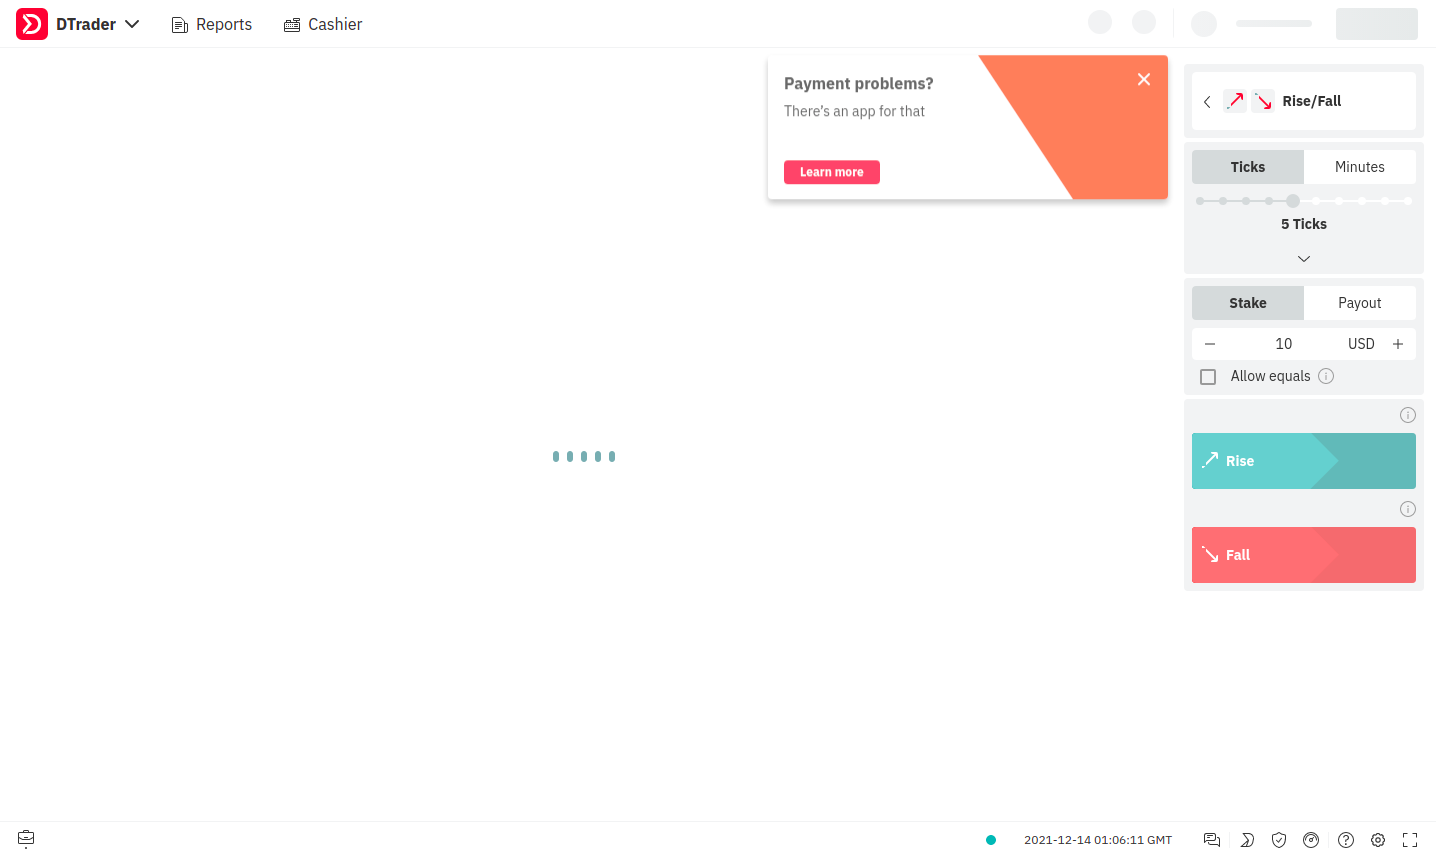 DTrader
Reports
Cashier
Payment problems?
There's an app for that
Learn more
Rise/Fall
Ticks
Minutes
5 Ticks
Stake
Payout
10
USD
Allow equals
Rise
Fall
2021-12-14 01:06:11 GMT